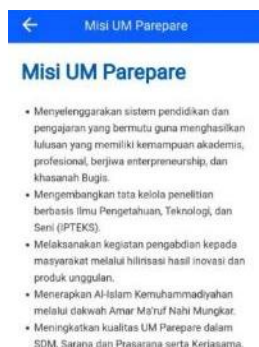 Misi UM Parepare
Misi UM Parepare
• Menyelenggarakan sistem pendidikan dan
pengajaran yang bermutu guna menghasilkan
lulusan yang memiliki kemampuan akademis,
profesional, berjiwa enterpreneurship, dan
khasanah Bugis.
• Mengembangkan tata kelola penelitian
berbasis Ilmu Pengetahuan, Teknologi, dan
Seni (IPTEKS).
• Melaksanakan kegiatan pengabdian kepada
masyarakat melalui hilirisasi hasil inovasi dan
produk unggulan.
• Menerapkan Al-Islam Kemuhammadiyahan
melalui dakwah Amar Ma'ruf Nahi Mungkar.
• Meningkatkan kualitas UM Parepare dalam
SDM, Sarana dan Prasarana serta Kerjasama.